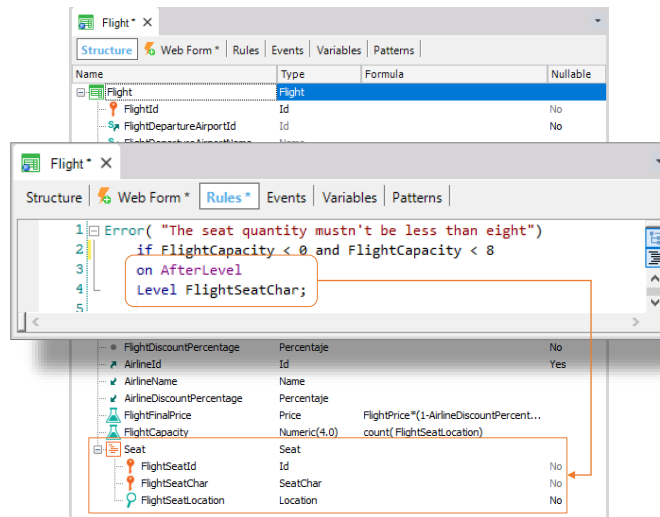 Flight* ×
Structure Web Form* Rules Events Variables Patterns
Name Type Formula Nullable
Flight Flight
FlightId Id No
FlightDepartureAirportId Id No
Flight* ×
Structure Web Form* Rules* Events Variables Patterns
1 Error( "The seat quantity mustn't be less than eight")
2 if FlightCapacity < 0 and FlightCapacity < 8
3 on AfterLevel
4 Level FlightSeatChar;
5
FlightDiscountPercentage Percentaje No
AirlineId Id Yes
AirlineName Name
AirlineDiscountPercentage Percentaje
FlightFinalPrice Price FlightPrice*(1-AirlineDiscountPercent...
FlightCapacity Numeric(4.0) count( FlightSeatLocation)
Seat Seat
FlightSeatId Id No
FlightSeatChar SeatChar No
FlightSeatLocation Location No